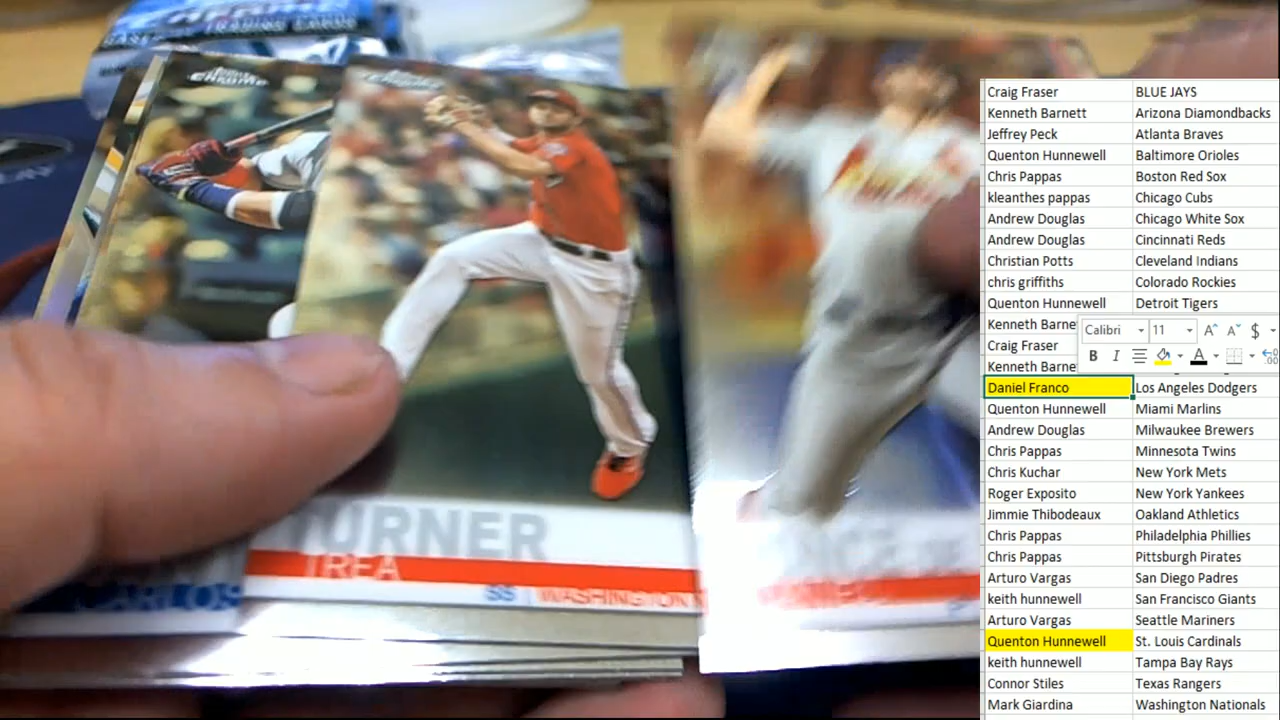 CHROME
TURNER
TREA
SS WASHINGTON
CARLOS
Craig Fraser BLUE JAYS
Kenneth Barnett Arizona Diamondbacks
Jeffrey Peck Atlanta Braves
Quenton Hunnewell Baltimore Orioles
Chris Pappas Boston Red Sox
kleanthes pappas Chicago Cubs
Andrew Douglas Chicago White Sox
Andrew Douglas Cincinnati Reds
Christian Potts Cleveland Indians
chris griffiths Colorado Rockies
Quenton Hunnewell Detroit Tigers
Kenneth Barne
Calibri 11 A A $
Craig Fraser
B I A
Kenneth Barne
Daniel Franco Los Angeles Dodgers
Quenton Hunnewell Miami Marlins
Andrew Douglas Milwaukee Brewers
Chris Pappas Minnesota Twins
Chris Kuchar New York Mets
Roger Exposito New York Yankees
Jimmie Thibodeaux Oakland Athletics
Chris Pappas Philadelphia Phillies
Chris Pappas Pittsburgh Pirates
Arturo Vargas San Diego Padres
keith hunnewell San Francisco Giants
Arturo Vargas Seattle Mariners
Quenton Hunnewell St. Louis Cardinals
keith hunnewell Tampa Bay Rays
Connor Stiles Texas Rangers
Mark Giardina Washington Nationals